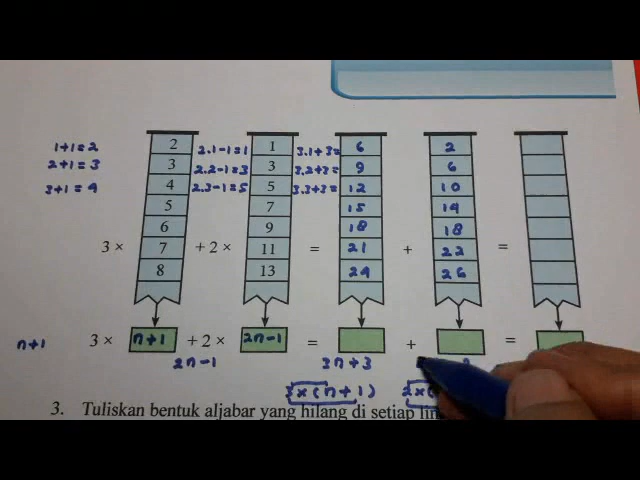 1+1=2 2 2.1-1=1 1 3.1+3= 6 2
2+1=3 3 2.2-1=3 3 3.2+3= 9 6
3+1=4 4 2.3-1=5 5 3.3+3= 12 10
5 7 15 14
6 9 18 18
3 × 7 + 2 × 11 = 21 + 22 =
8 13 24 26
n+1 3 × n+1 + 2 × 2n-1 = + =
2n-1 3n+3
3×(n+1) 2×(
3. Tuliskan bentuk aljabar yang hilang di setiap